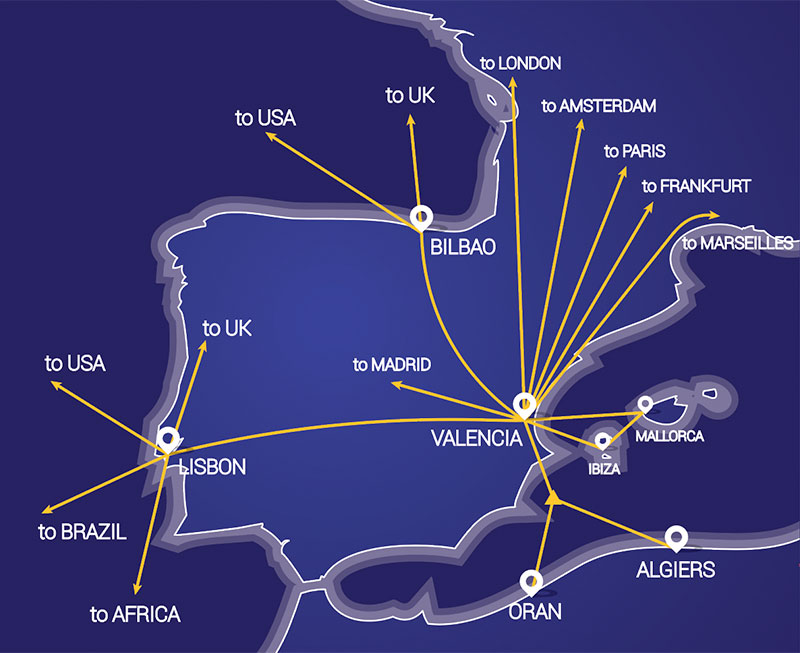 to LONDON
to UK
to AMSTERDAM
to USA
to PARIS
to FRANKFURT
BILBAO
to MARSEILLES
to UK
to USA
to MADRID
VALENCIA
MALLORCA
LISBON
IBIZA
to BRAZIL
ALGIERS
to AFRICA
ORAN